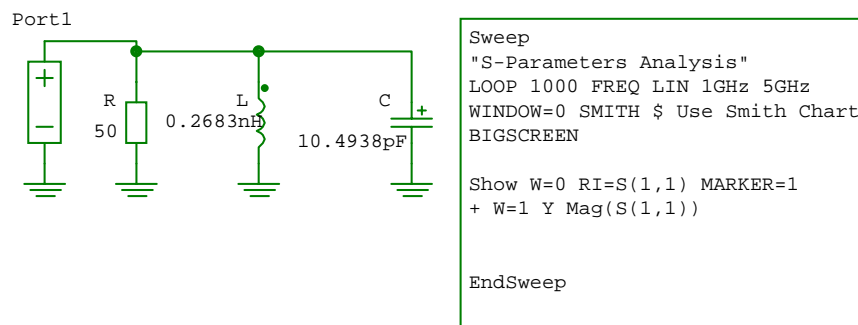 Port1
R
50
L
0.2683nH
C
10.4938pF
Sweep
"S-Parameters Analysis"
LOOP 1000 FREQ LIN 1GHz 5GHz
WINDOW=0 SMITH $ Use Smith Chart
BIGSCREEN
Show W=0 RI=S(1,1) MARKER=1
+ W=1 Y Mag(S(1,1))
EndSweep